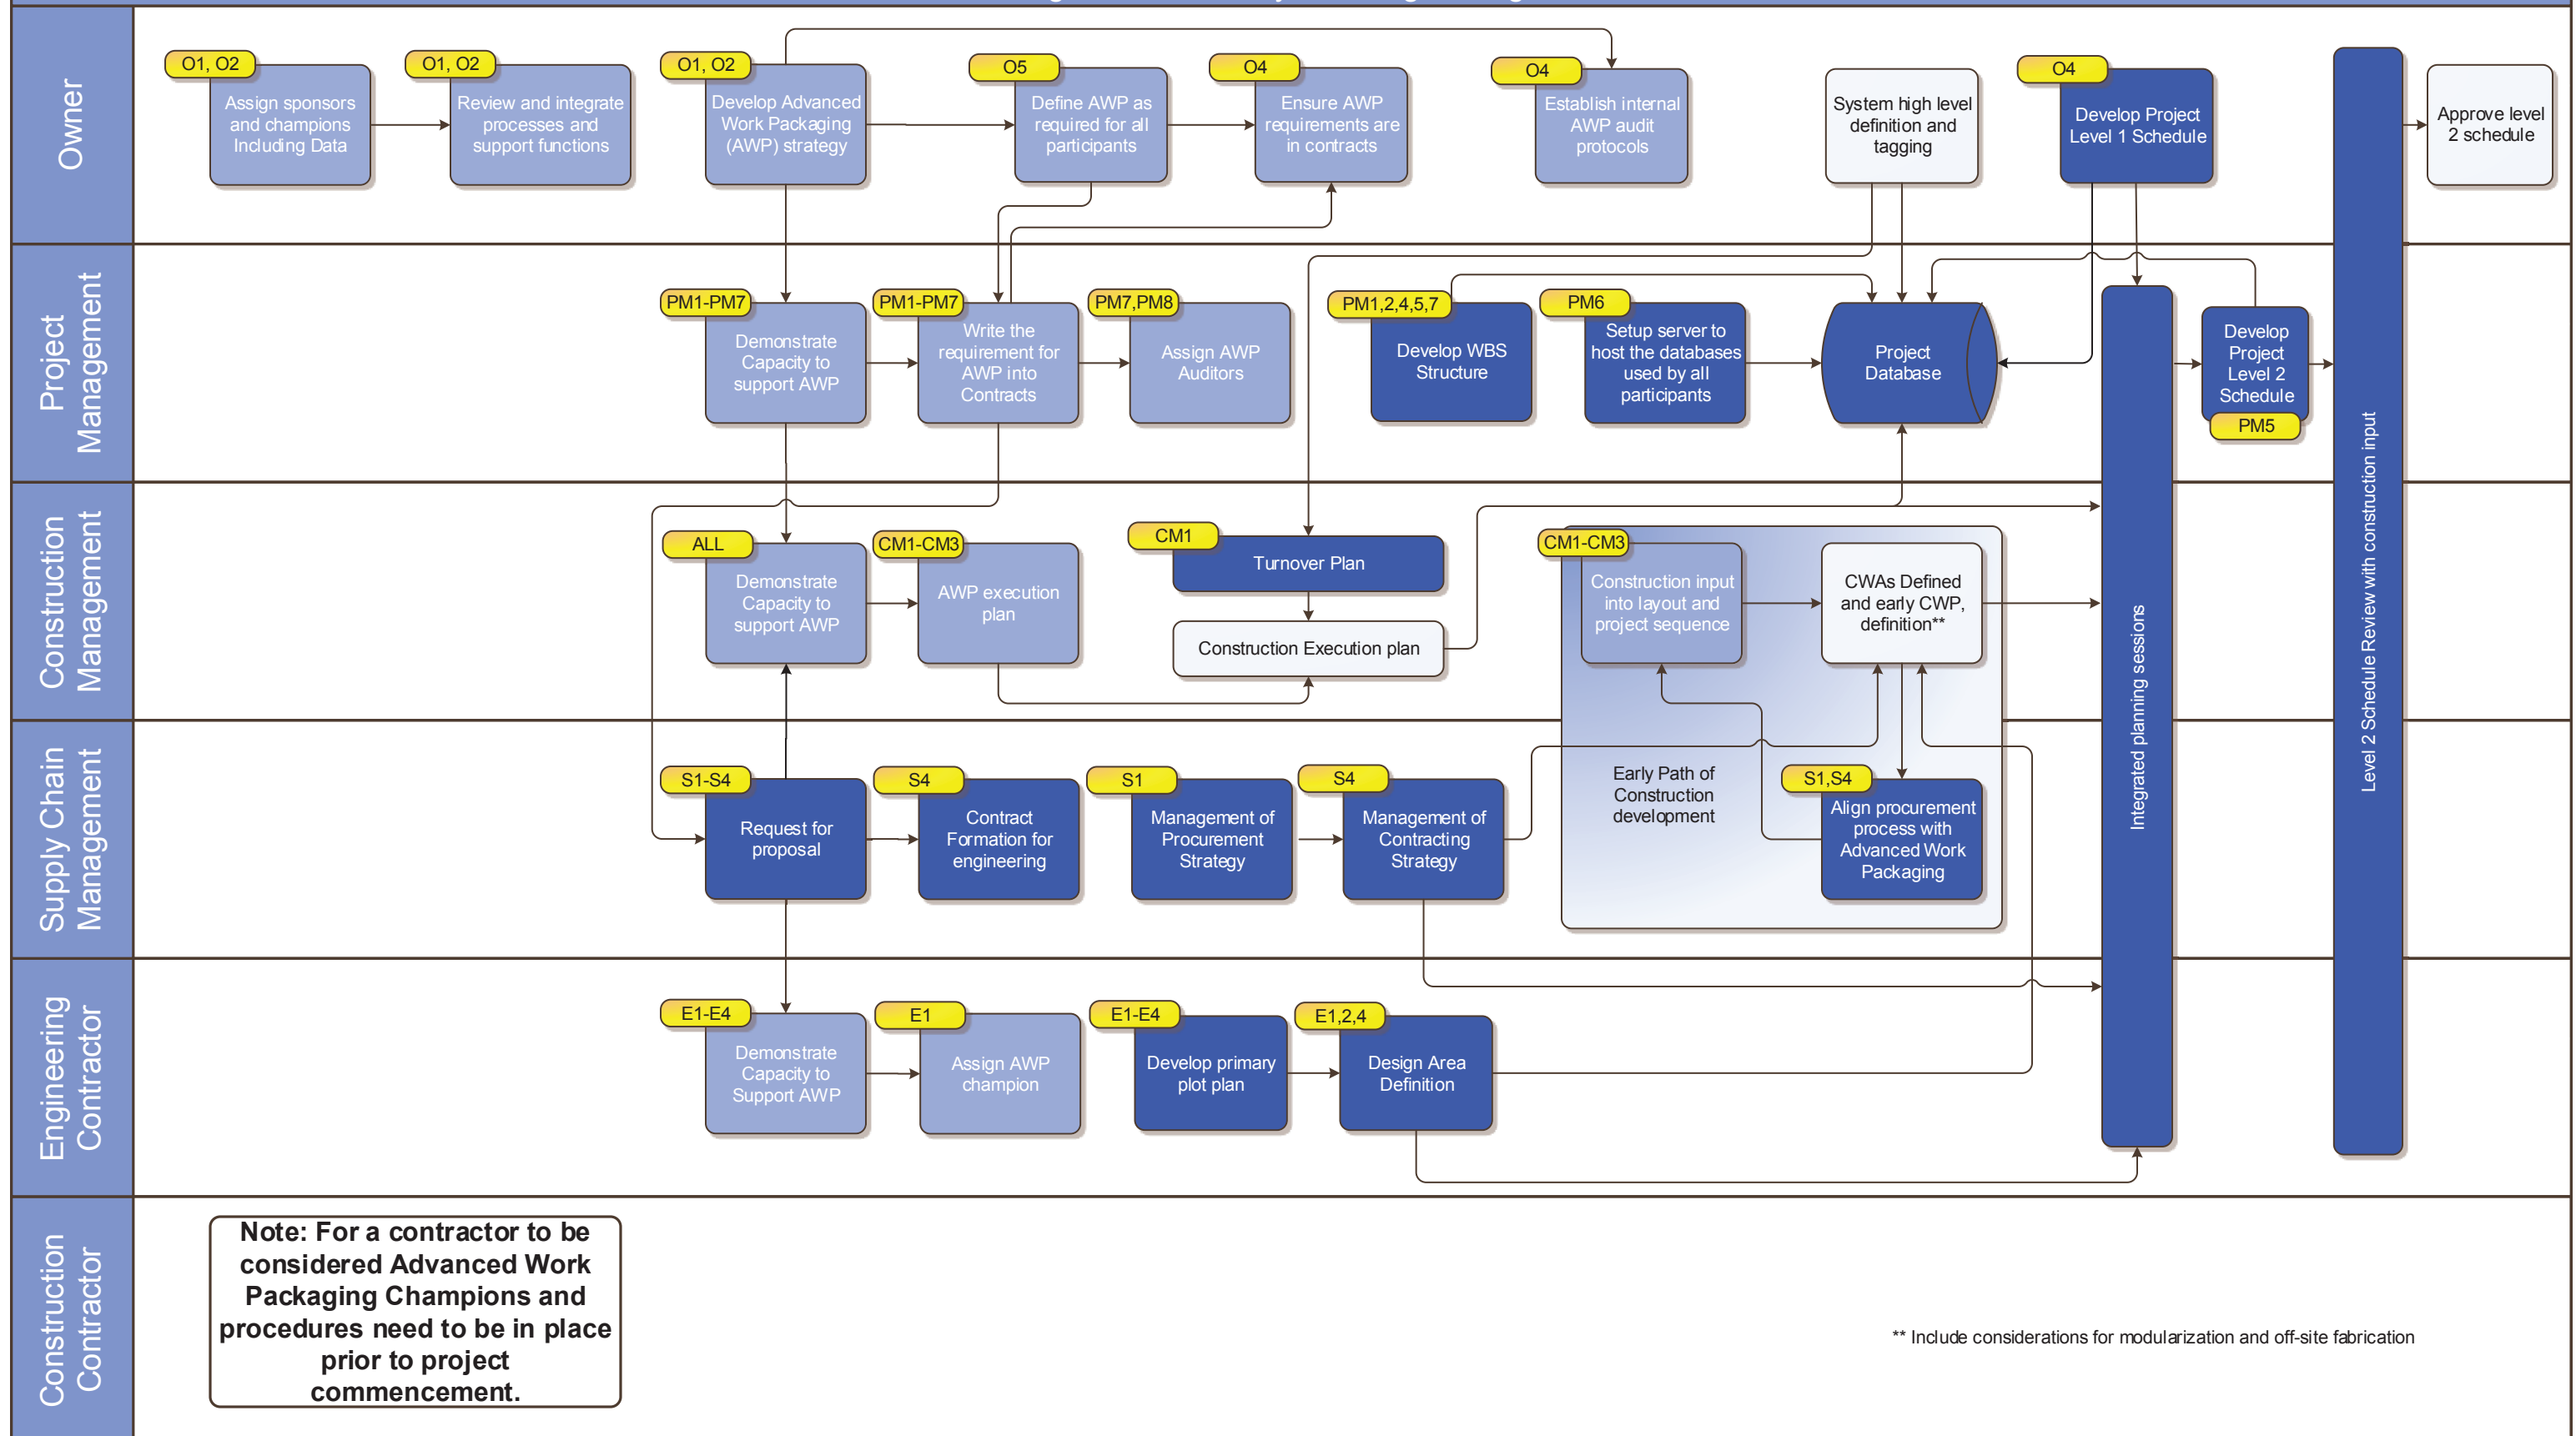 Owner
O1, O2
Assign sponsors
and champions
Including Data
O1, O2
Review and integrate
processes and
support functions
O1, O2
Develop Advanced
Work Packaging
(AWP) strategy
O5
Define AWP as
required for all
participants
O4
Ensure AWP
requirements are
in contracts
O4
Establish internal
AWP audit
protocols
System high level
definition and
tagging
O4
Develop Project
Level 1 Schedule
Approve level
2 schedule
Project
Management
PM1-PM7
Demonstrate
Capacity to
support AWP
PM1-PM7
Write the
requirement for
AWP into
Contracts
PM7,PM8
Assign AWP
Auditors
PM1,2,4,5,7
Develop WBS
Structure
PM6
Setup server to
host the databases
used by all
participants
Project
Database
Develop
Project
Level 2
Schedule
PM5
Level 2 Schedule Review with construction input
Construction
Management
ALL
Demonstrate
Capacity to
support AWP
CM1-CM3
AWP execution
plan
CM1
Turnover Plan
Construction Execution plan
CM1-CM3
Construction input
into layout and
project sequence
CWAs Defined
and early CWP,
definition**
Integrated planning sessions
Supply Chain
Management
S1-S4
Request for
proposal
S4
Contract
Formation for
engineering
S1
Management of
Procurement
Strategy
S4
Management of
Contracting
Strategy
Early Path of
Construction
development
S1,S4
Align procurement
process with
Advanced Work
Packaging
Engineering
Contractor
E1-E4
Demonstrate
Capacity to
Support AWP
E1
Assign AWP
champion
E1-E4
Develop primary
plot plan
E1,2,4
Design Area
Definition
Construction
Contractor
Note: For a contractor to be
considered Advanced Work
Packaging Champions and
procedures need to be in place
prior to project
commencement.
** Include considerations for modularization and off-site fabrication